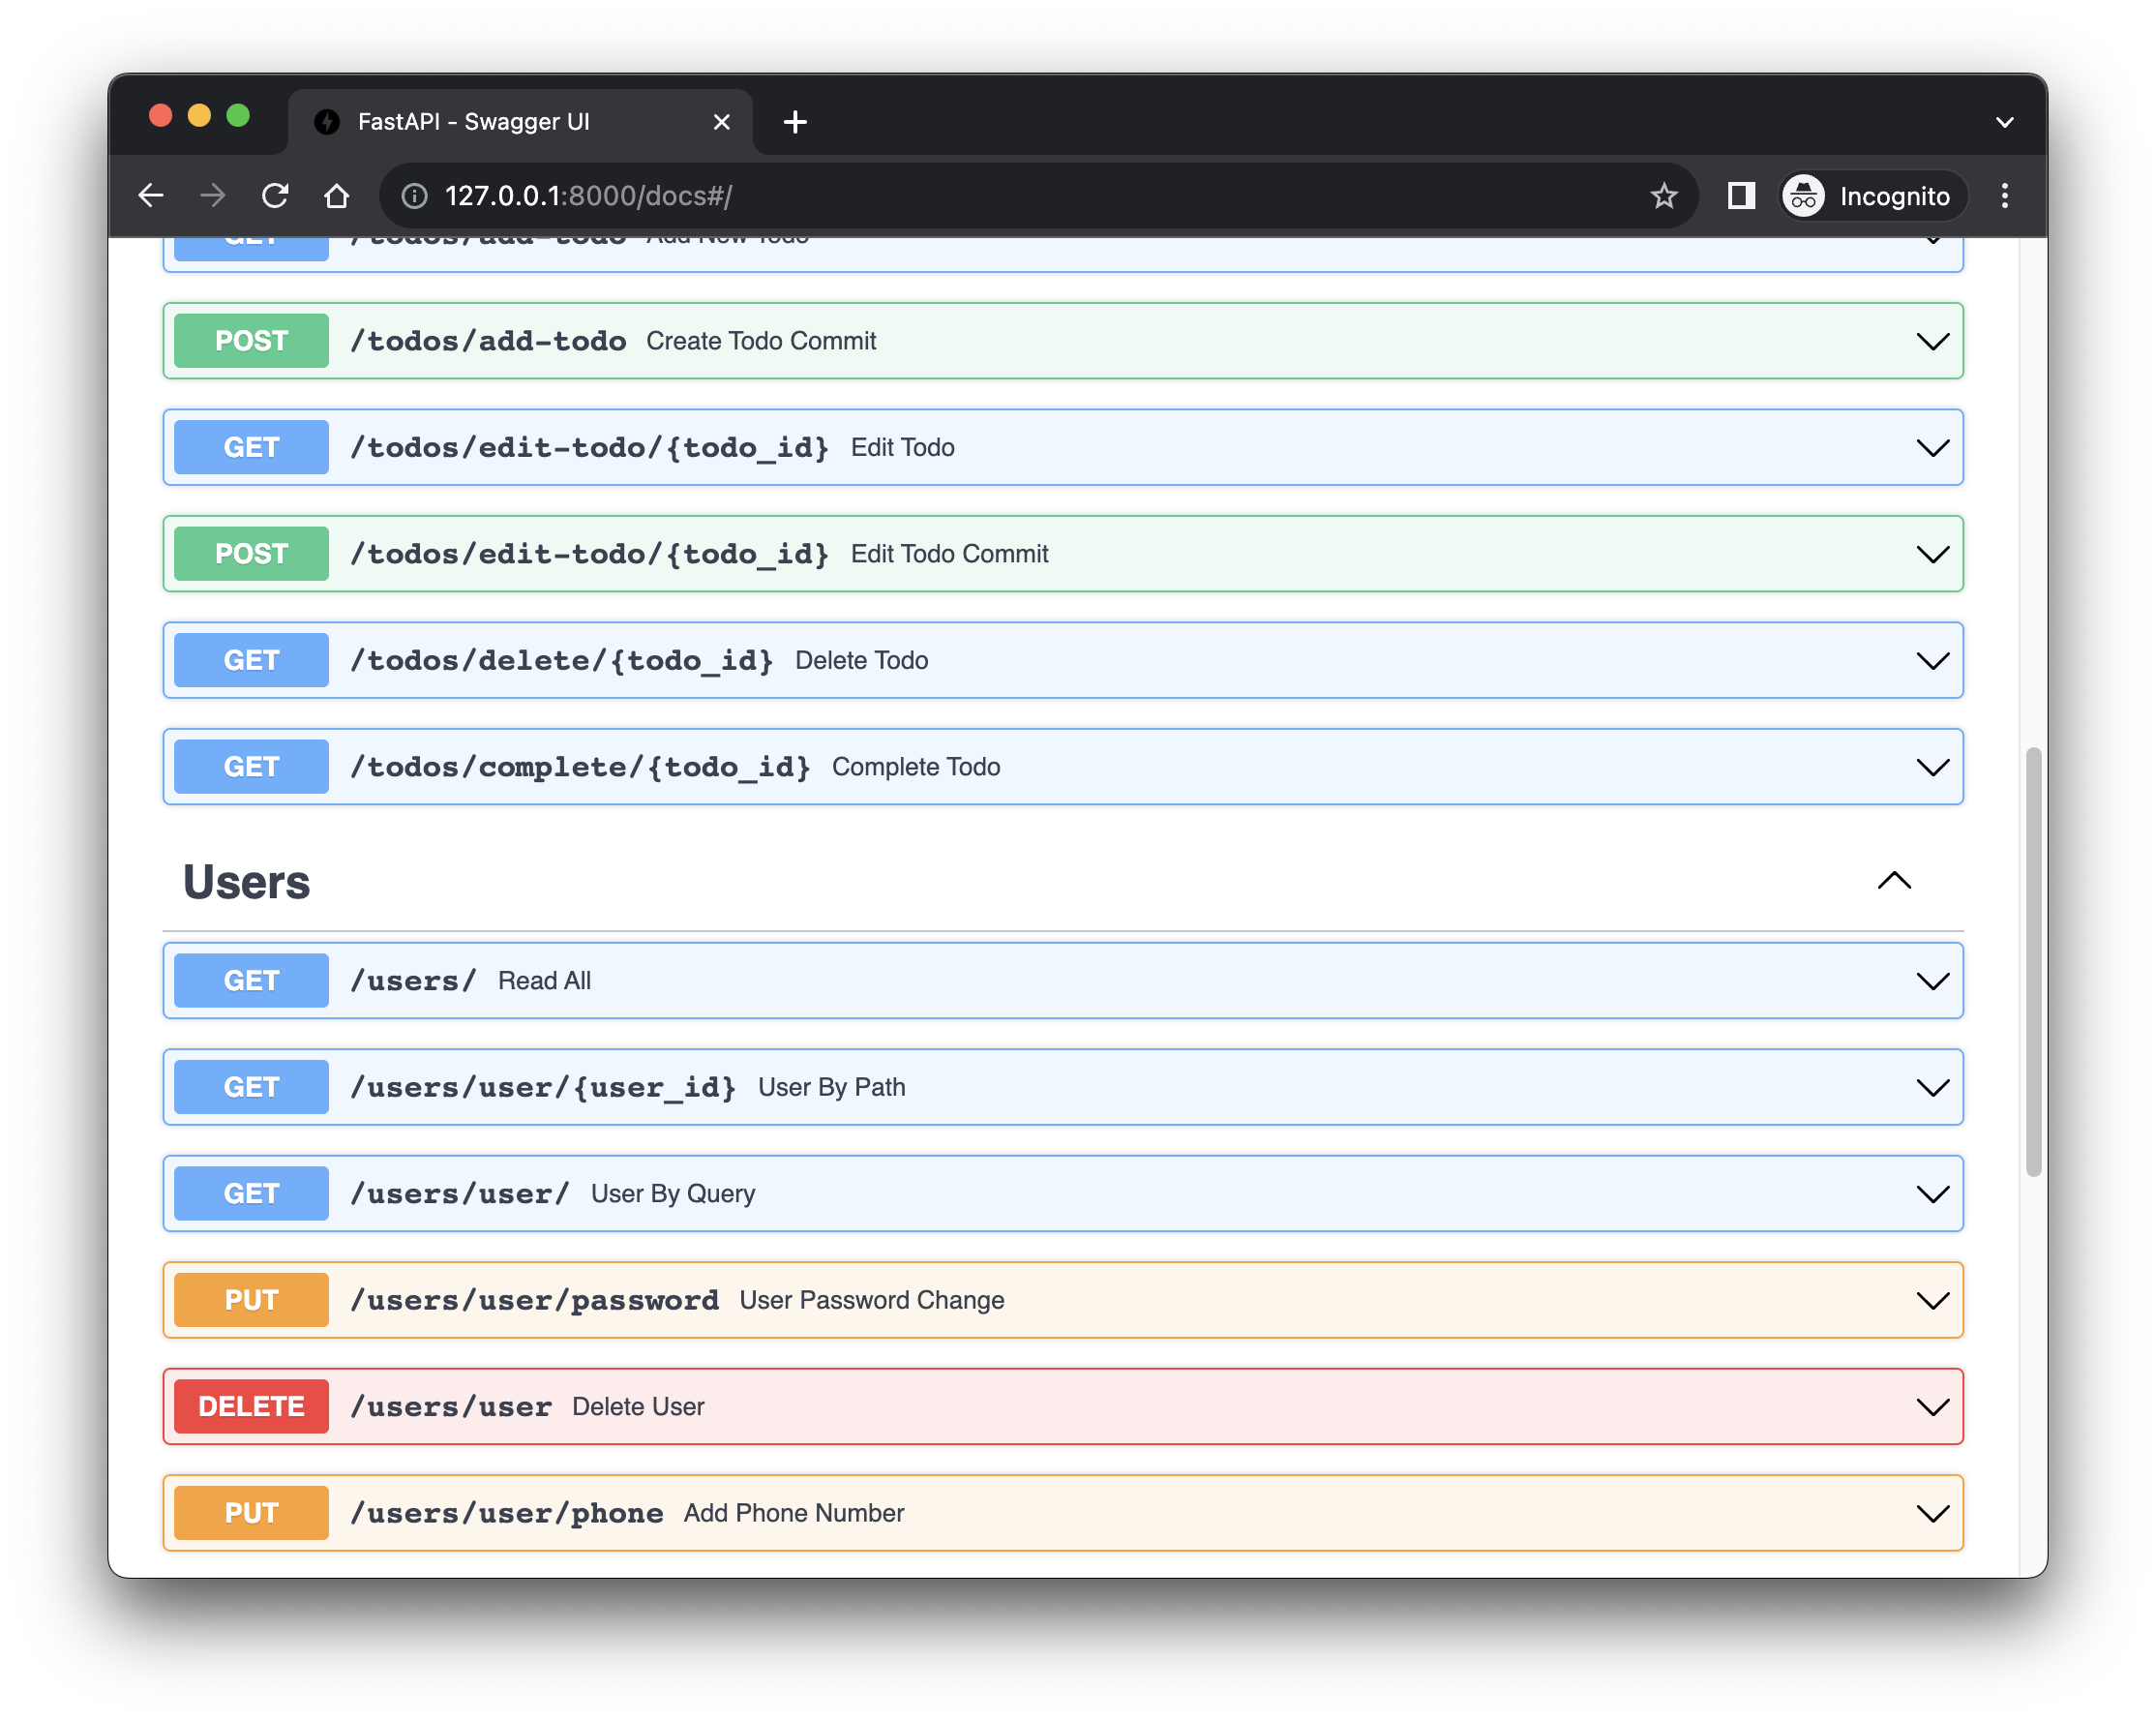 FastAPI - Swagger UI
127.0.0.1:8000/docs#/
Incognito
GET /todos/add-todo Add New Todo
POST /todos/add-todo Create Todo Commit
GET /todos/edit-todo/{todo_id} Edit Todo
POST /todos/edit-todo/{todo_id} Edit Todo Commit
GET /todos/delete/{todo_id} Delete Todo
GET /todos/complete/{todo_id} Complete Todo
Users
GET /users/ Read All
GET /users/user/{user_id} User By Path
GET /users/user/ User By Query
PUT /users/user/password User Password Change
DELETE /users/user Delete User
PUT /users/user/phone Add Phone Number